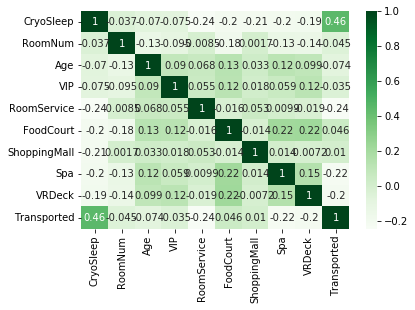 CryoSleep 1 -0.037 -0.07 -0.075 -0.24 -0.2 -0.21 -0.2 -0.19 0.46
RoomNum -0.037 1 -0.13 -0.095 -0.0085 -0.18 0.0017 -0.13 -0.14 -0.045
Age -0.07 -0.13 1 0.09 0.068 0.13 0.033 0.12 0.099 -0.074
VIP -0.075 -0.095 0.09 1 0.055 0.12 0.018 0.059 0.12 -0.035
RoomService -0.24 -0.0085 0.068 0.055 1 -0.016 0.053 0.0099 -0.019 -0.24
FoodCourt -0.2 -0.18 0.13 0.12 -0.016 1 -0.014 0.22 0.22 0.046
ShoppingMall -0.21 0.0017 0.033 0.018 0.053 -0.014 1 0.014 -0.0072 0.01
Spa -0.2 -0.13 0.12 0.059 0.0099 0.22 0.014 1 0.15 -0.22
VRDeck -0.19 -0.14 0.099 0.12 -0.019 0.22 -0.0072 0.15 1 -0.2
Transported 0.46 -0.045 -0.074 -0.035 -0.24 0.046 0.01 -0.22 -0.2 1
CryoSleep
RoomNum
Age
VIP
RoomService
FoodCourt
ShoppingMall
Spa
VRDeck
Transported
1.0
0.8
0.6
0.4
0.2
0.0
-0.2